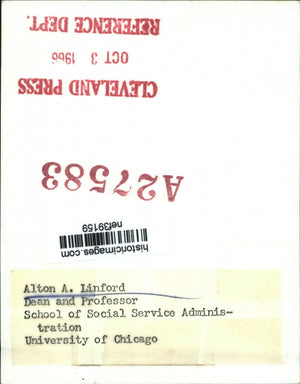 REFERENCE DEPT.
OCT 3 1966
CLEVELAND PRESS
A27583
nef39159
historicimages.com
Alton A. Linford
Dean and Professor
School of Social Service Adminis-
tration
University of Chicago